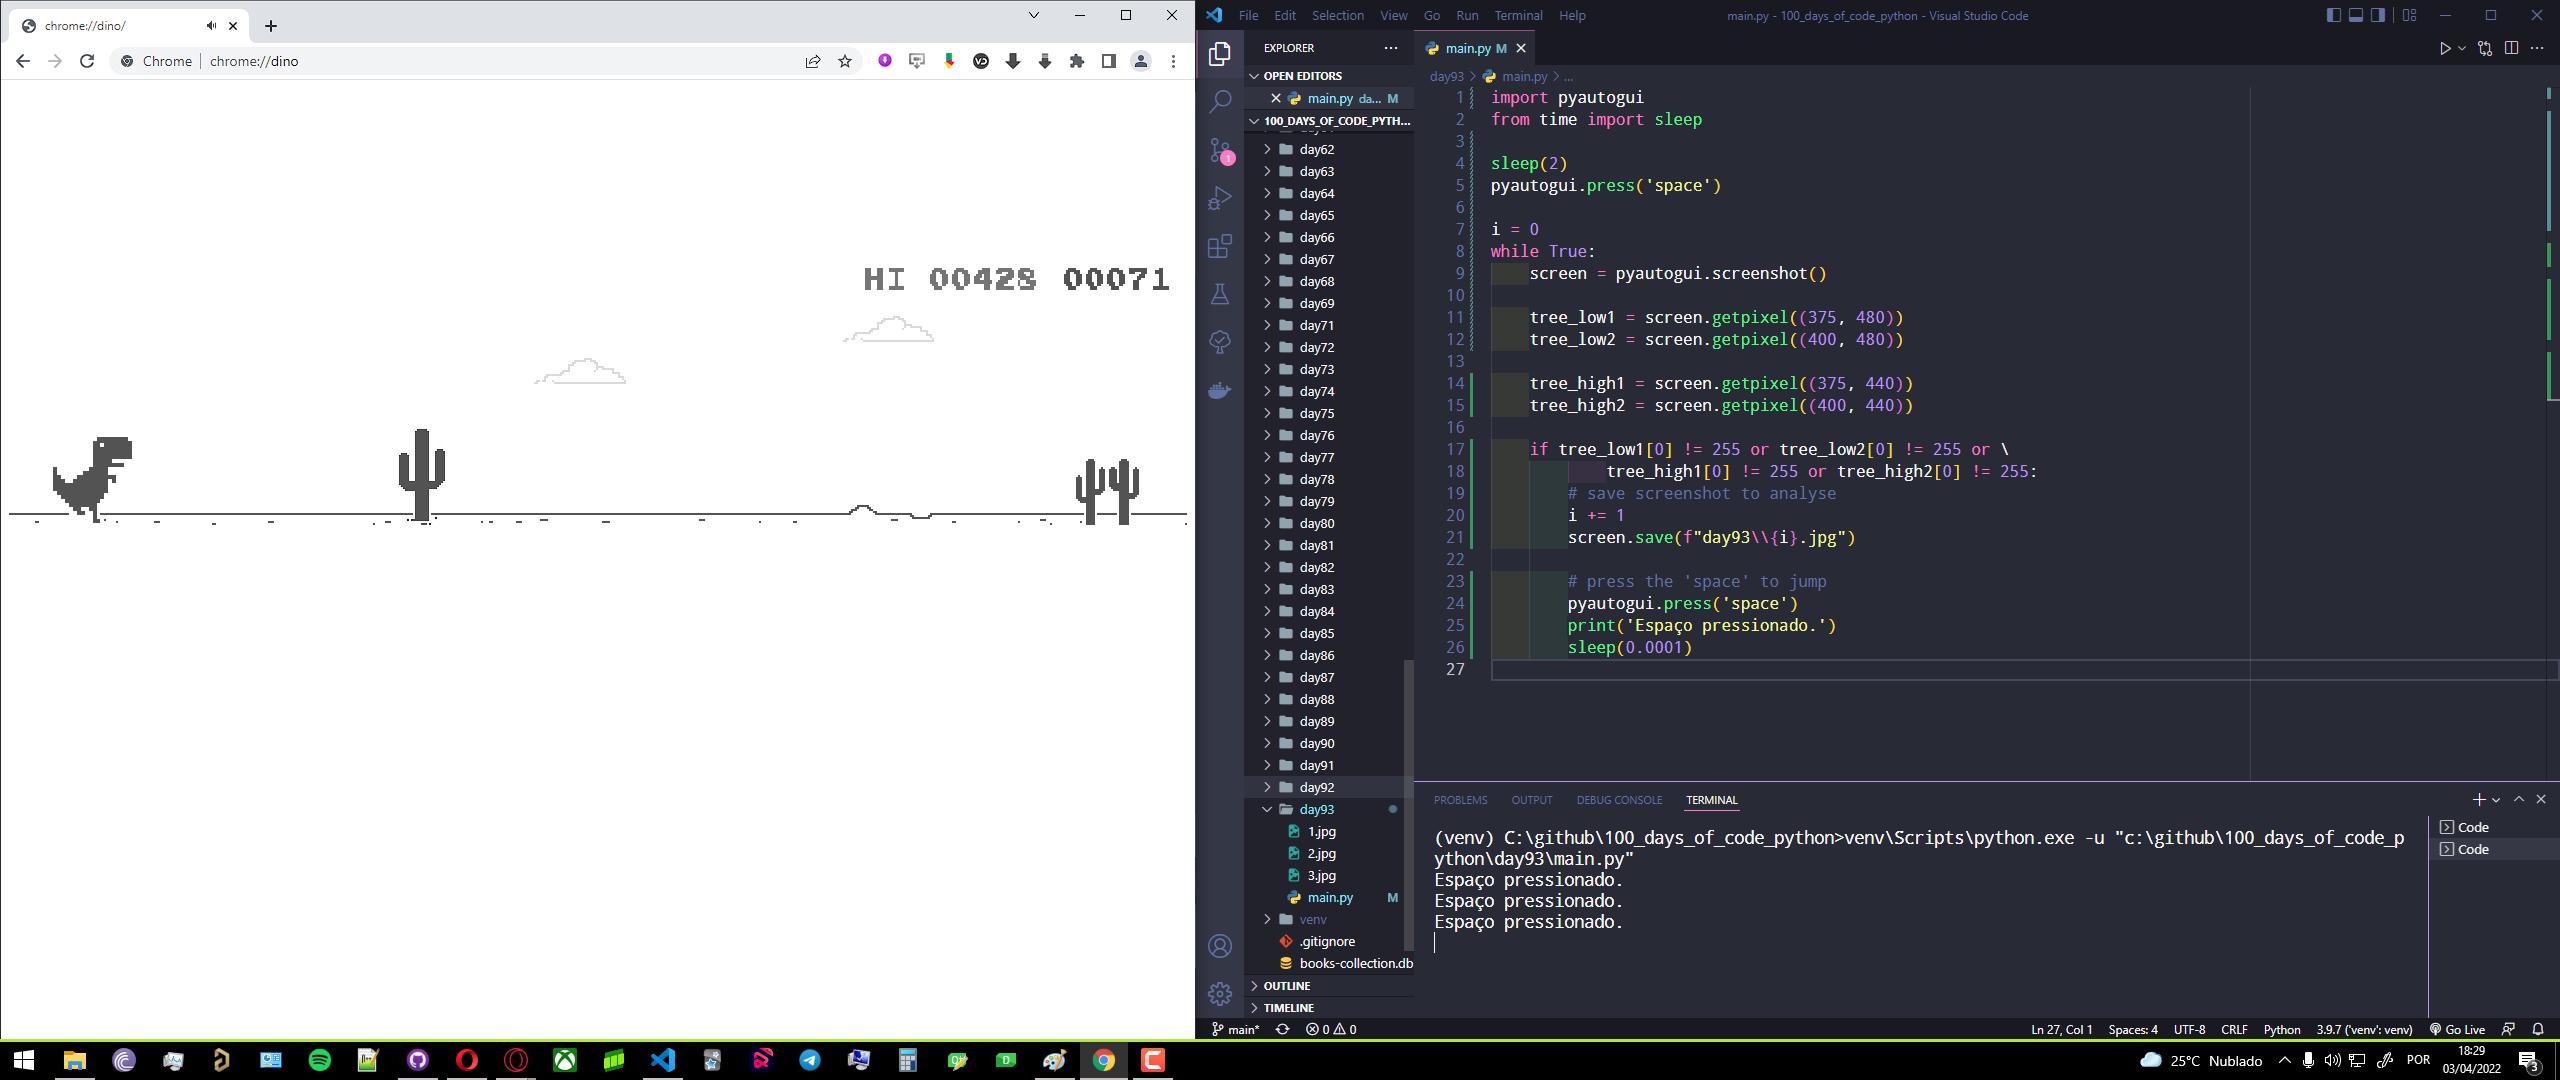 chrome://dino/
Chrome | chrome://dino
HI 00428 00071
File Edit Selection View Go Run Terminal Help
main.py - 100_days_of_code_python - Visual Studio Code
EXPLORER
OPEN EDITORS
main.py da... M
100_DAYS_OF_CODE_PYTH...
day62
day63
day64
day65
day66
day67
day68
day69
day71
day72
day73
day74
day75
day76
day77
day78
day79
day80
day81
day82
day83
day84
day85
day86
day87
day88
day89
day90
day91
day92
day93
1.jpg
2.jpg
3.jpg
main.py M
venv
.gitignore
books-collection.db
OUTLINE
TIMELINE
1
main.py M
day93 > main.py > ...
1 import pyautogui
2 from time import sleep
3
4 sleep(2)
5 pyautogui.press('space')
6
7 i = 0
8 while True:
9 screen = pyautogui.screenshot()
10
11 tree_low1 = screen.getpixel((375, 480))
12 tree_low2 = screen.getpixel((400, 480))
13
14 tree_high1 = screen.getpixel((375, 440))
15 tree_high2 = screen.getpixel((400, 440))
16
17 if tree_low1[0] != 255 or tree_low2[0] != 255 or \
18 tree_high1[0] != 255 or tree_high2[0] != 255:
19 # save screenshot to analyse
20 i += 1
21 screen.save(f"day93\\{i}.jpg")
22
23 # press the 'space' to jump
24 pyautogui.press('space')
25 print('Espaço pressionado.')
26 sleep(0.0001)
27
PROBLEMS OUTPUT DEBUG CONSOLE TERMINAL
(venv) C:\github\100_days_of_code_python>venv\Scripts\python.exe -u "c:\github\100_days_of_code_p
ython\day93\main.py"
Espaço pressionado.
Espaço pressionado.
Espaço pressionado.
Code
Code
main* 0 0
Ln 27, Col 1 Spaces: 4 UTF-8 CRLF Python 3.9.7 ('venv': venv) Go Live
25°C Nublado
POR
18:29
03/04/2022
3